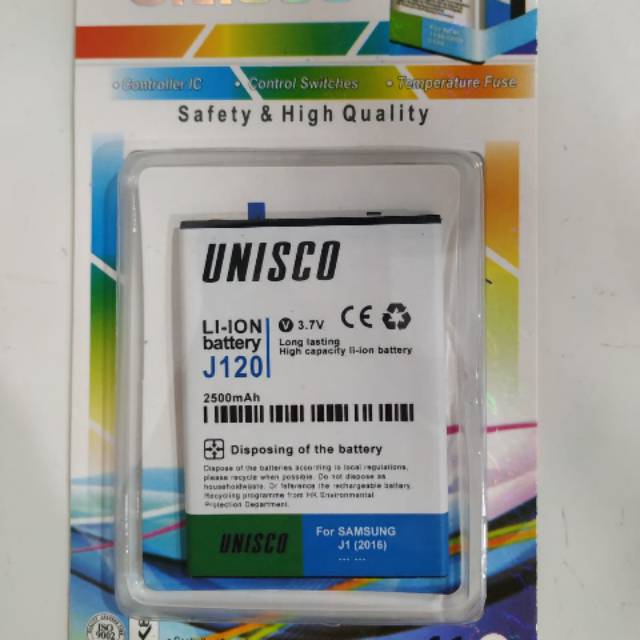 • Controller IC • Control Switches • Temperature Fuse
Safety & High Quality
UNISCO
LI-ION
battery
J120
V 3.7V
CE
Long lasting
High capacity li-ion battery
2500mAh
Disposing of the battery
Dispose of the batteries according to local regulations,
please recycle when possible. Do not dispose as
householdwaste. Or reference the rechargeable battery.
Recycling programme from HK Environmental
Protection Department.
UNISCO
For SAMSUNG
J1 (2016)
ISO
9002